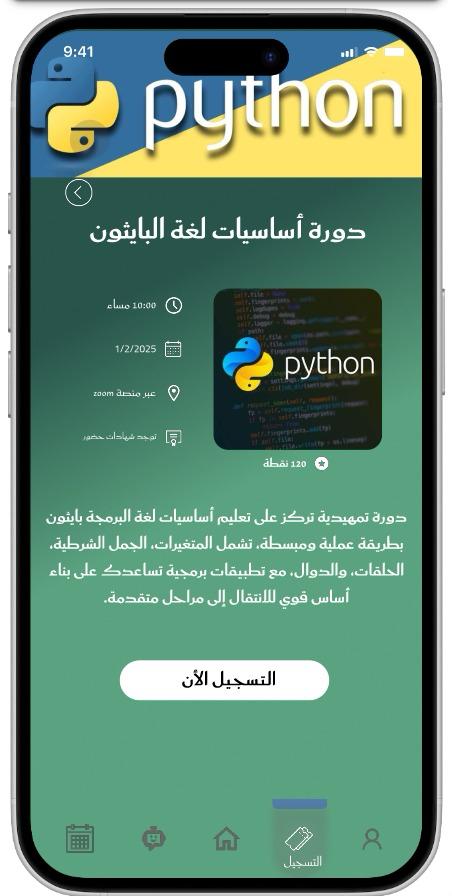 9:41
python
دورة أساسيات لغة البايثون
10:00 مساء
1/2/2025
عبر منصة zoom
توجد شهادات حضور
python
120 نقطة
دورة تمهيدية تركز على تعليم أساسيات لغة البرمجة بايثون
بطريقة عملية ومبسطة، تشمل المتغيرات، الجمل الشرطية،
الحلقات، والدوال، مع تطبيقات برمجية تساعدك على بناء
أساس قوي للانتقال إلى مراحل متقدمة.
التسجيل الأن
التسجيل